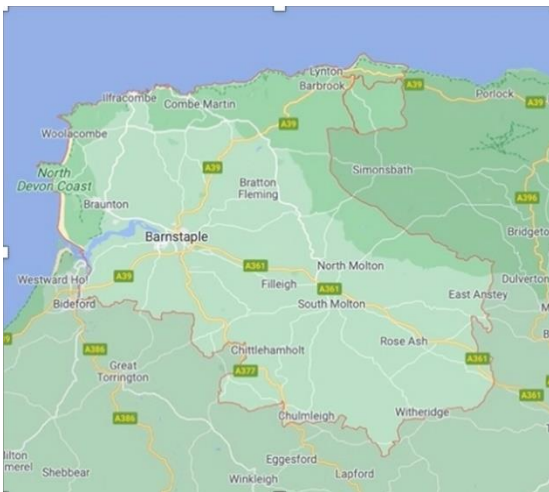 Lynton
Barbrook
A39
Porlock
A39
Ilfracombe
Combe Martin
A39
Woolacombe
A39
Simonsbath
North
Devon Coast
Bratton
Fleming
A396
Braunton
Barnstaple
Bridgeto
A361
North Molton
Westward Ho!
A39
Filleigh
A361
Dulverton
East Anstey
Bideford
South Molton
Rose Ash
A386
Chittlehamholt
A361
Great
Torrington
A377
A361
Chulmleigh
Witheridge
A386
Eggesford
Shebbear
Winkleigh
Lapford